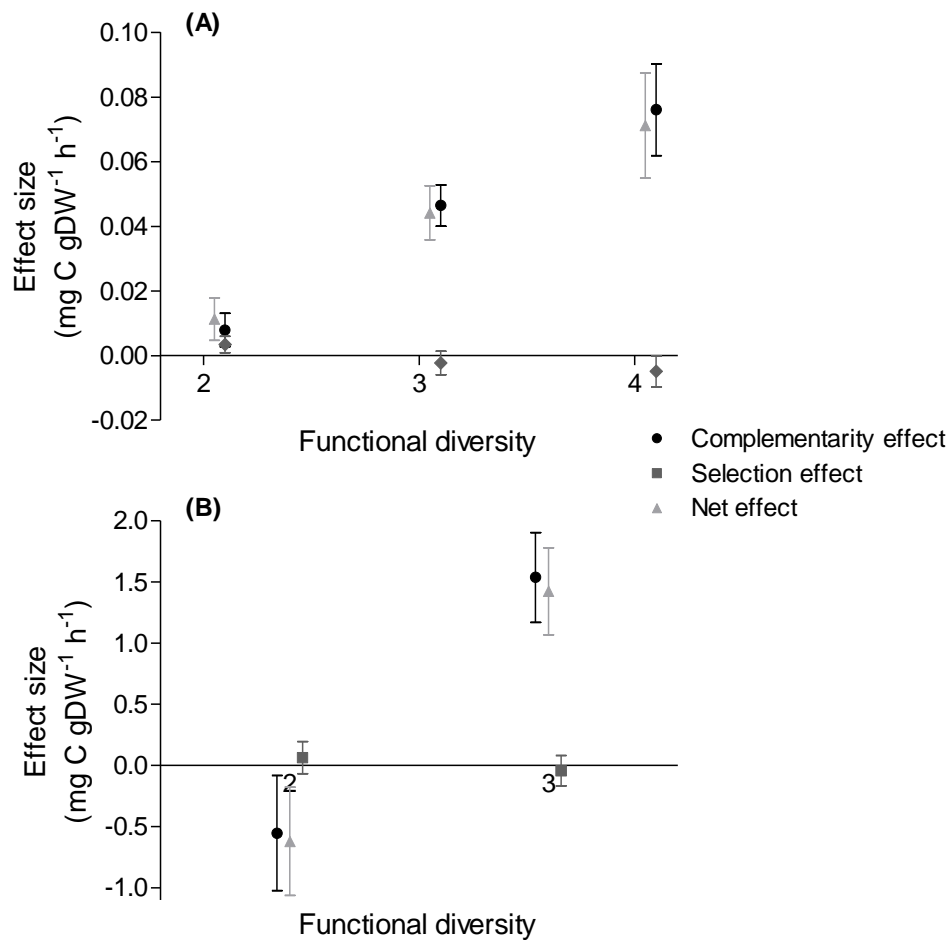 (A)
0.10
0.08
0.06
0.04
0.02
0.00
-0.02
2 3 4
Effect size
(mg C gDW⁻¹ h⁻¹)
Functional diversity
Complementarity effect
Selection effect
Net effect
(B)
2.0
1.5
1.0
0.5
0.0
-0.5
-1.0
2 3
Effect size
(mg C gDW⁻¹ h⁻¹)
Functional diversity